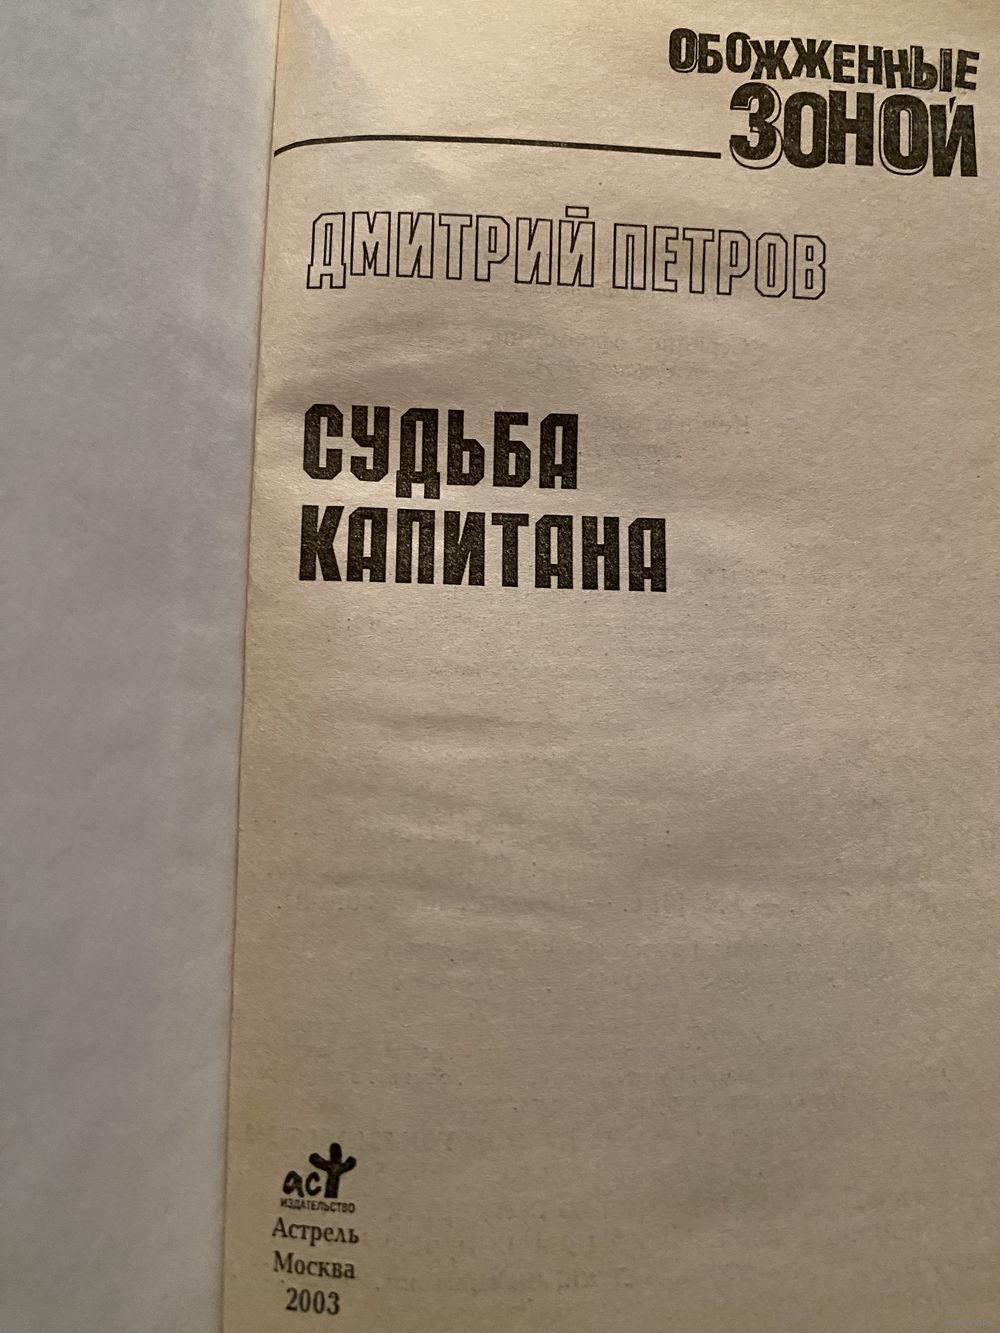 ОБОЖЖЕННЫЕ
ЗОНОЙ
ДМИТРИЙ ПЕТРОВ
СУДЬБА
КАПИТАНА
аст
ИЗДАТЕЛЬСТВО
Астрель
Москва
2003